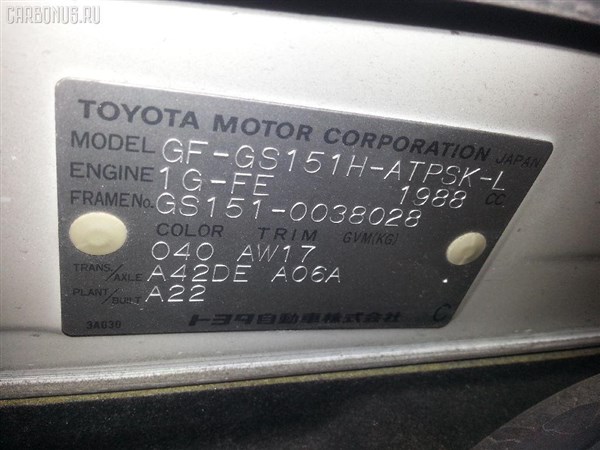 CARBONUS.RU
TOYOTA MOTOR CORPORATION JAPAN
MODEL GF-GS151H-ATPSK-L
ENGINE 1G-FE 1988 CC
FRAME No. GS151-0038028
COLOR TRIM GVM(KG)
040 AW17
TRANS./AXLE A42DE A06A
PLANT/BUILT A22
3A030 トヨタ自動車株式会社 C